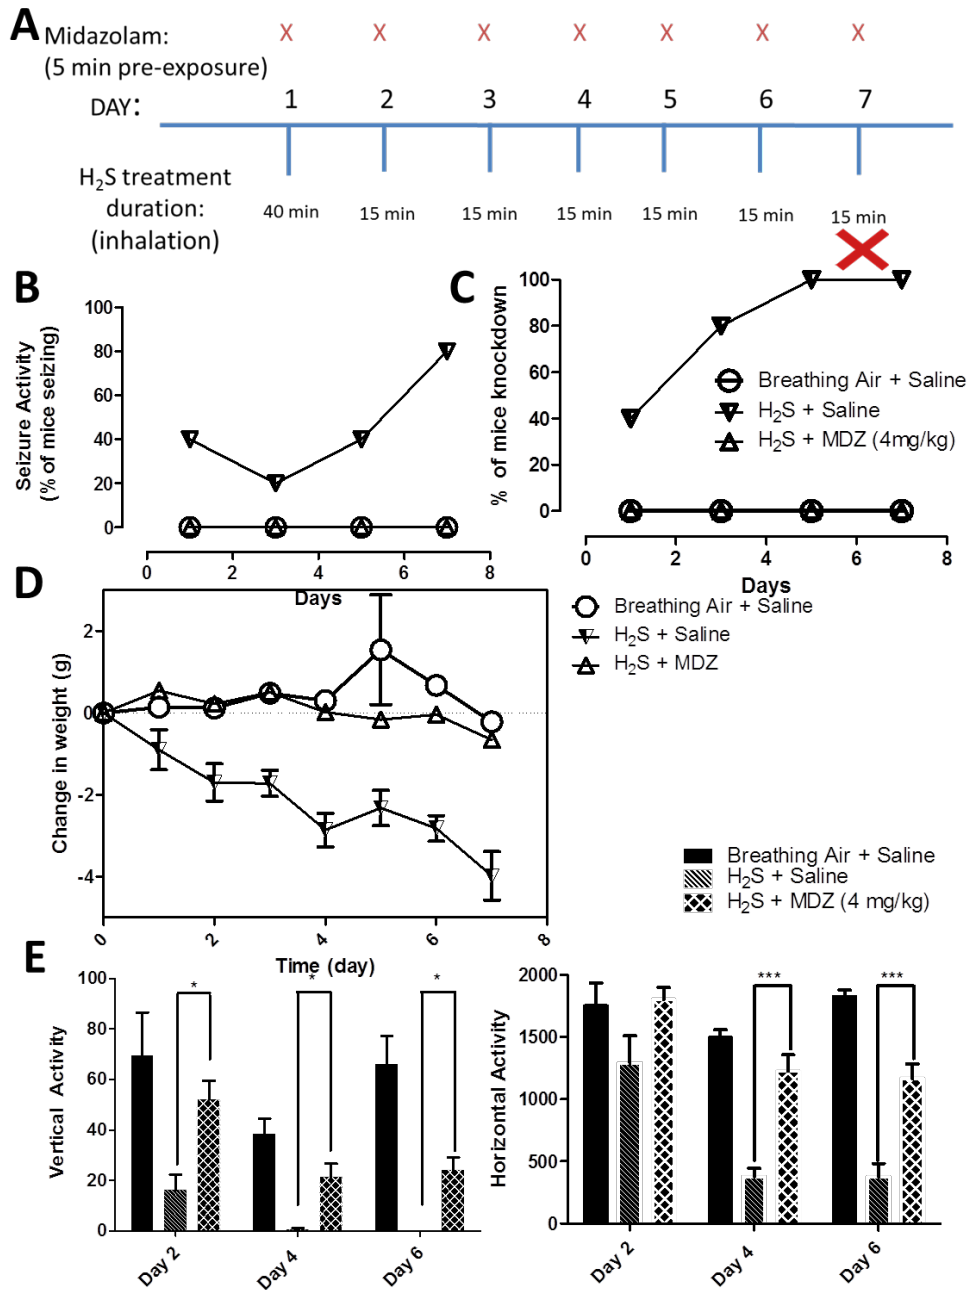 A
Midazolam:
(5 min pre-exposure)
X X X X X X X
DAY: 1 2 3 4 5 6 7
H₂S treatment
duration:
(inhalation)
40 min 15 min 15 min 15 min 15 min 15 min 15 min
B
Seizure Activity
(% of mice seizing)
100
80
60
40
20
0
0 2 4 6 8
Days
C
% of mice knockdown
100
80
60
40
20
0
Breathing Air + Saline
H₂S + Saline
H₂S + MDZ (4mg/kg)
0 2 4 6 8
Days
D
Change in weight (g)
2
0
-2
-4
0 2 4 6 8
Time (day)
Breathing Air + Saline
H₂S + Saline
H₂S + MDZ
Breathing Air + Saline
H₂S + Saline
H₂S + MDZ (4 mg/kg)
E
Vertical Activity
100
80
60
40
20
0
* * *
Day 2 Day 4 Day 6
Horizontal Activity
2000
1500
1000
500
0
*** ***
Day 2 Day 4 Day 6